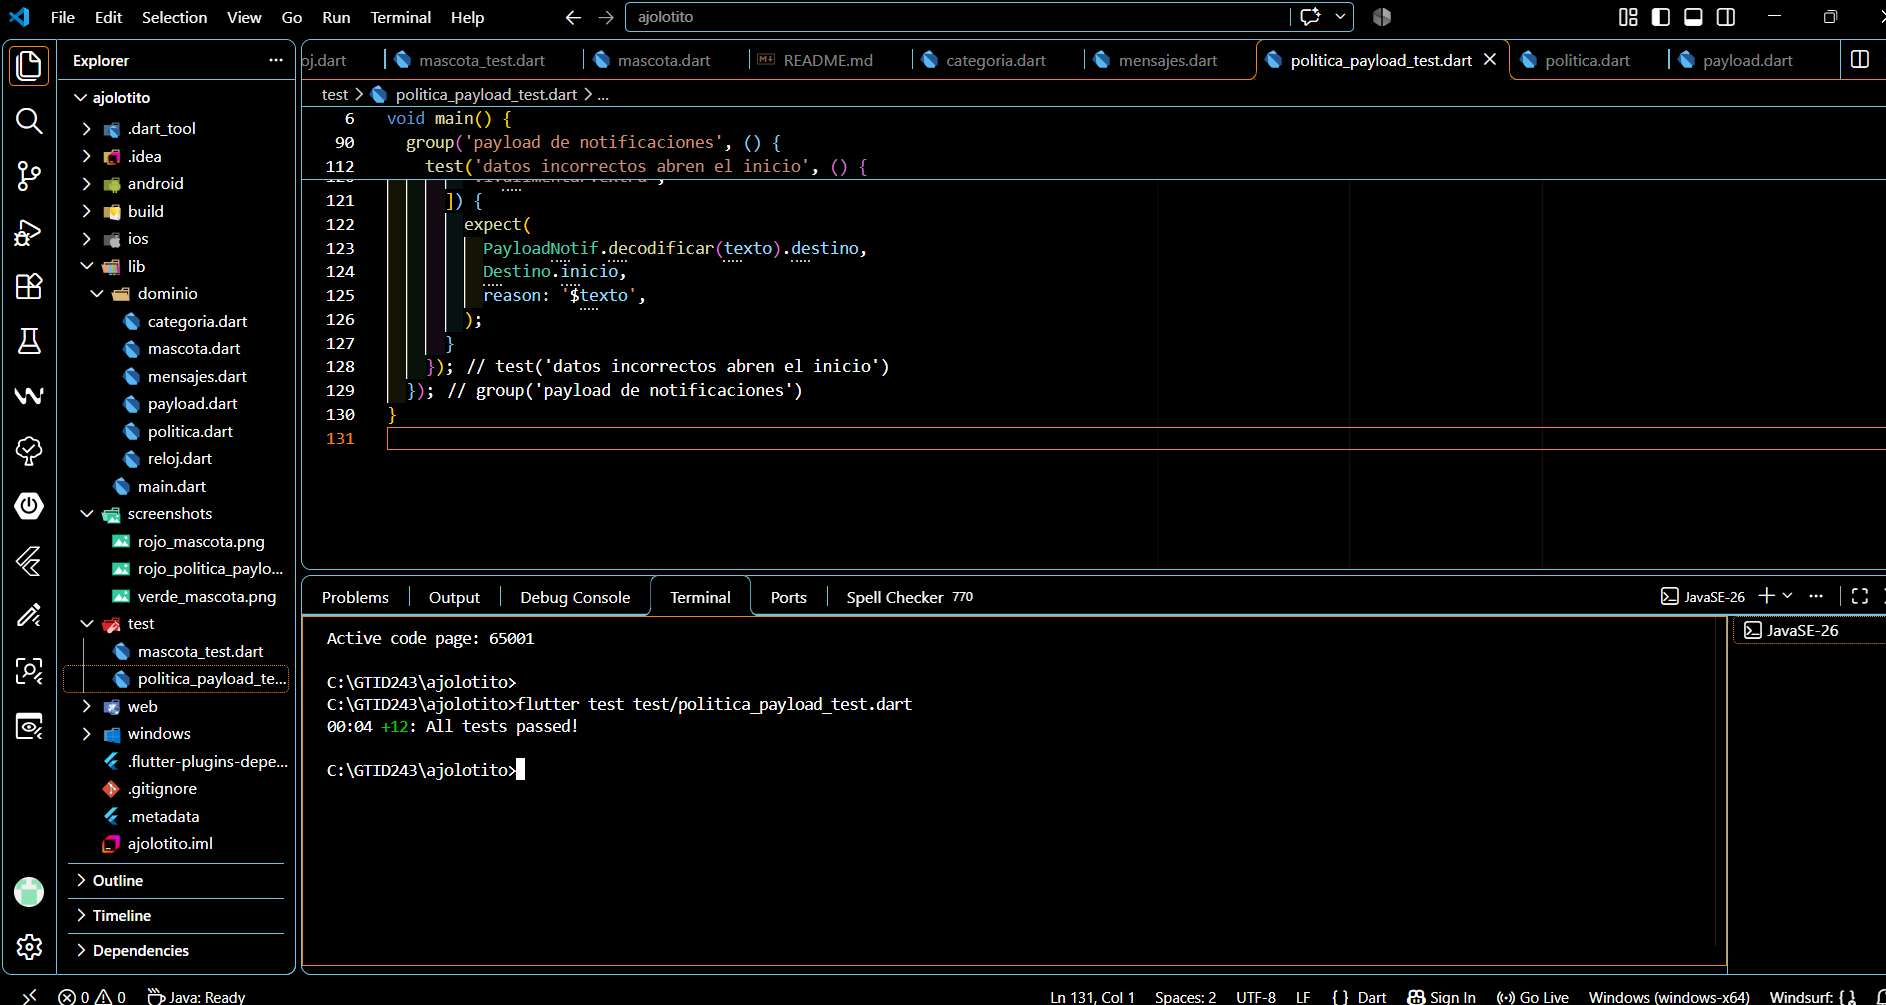 File Edit Selection View Go Run Terminal Help
ajolotito
Explorer
oj.dart mascota_test.dart mascota.dart README.md categoria.dart mensajes.dart politica_payload_test.dart politica.dart payload.dart
test > politica_payload_test.dart > ...
ajolotito
.dart_tool
.idea
android
build
ios
lib
dominio
categoria.dart
mascota.dart
mensajes.dart
payload.dart
politica.dart
reloj.dart
main.dart
screenshots
rojo_mascota.png
rojo_politica_paylo...
verde_mascota.png
test
mascota_test.dart
politica_payload_te...
web
windows
.flutter-plugins-depe...
.gitignore
.metadata
ajolotito.iml
Outline
Timeline
Dependencies
6 void main() {
90 group('payload de notificaciones', () {
112 test('datos incorrectos abren el inicio', () {
121 ]) {
122 expect(
123 PayloadNotif.decodificar(texto).destino,
124 Destino.inicio,
125 reason: '$texto',
126 );
127 }
128 }); // test('datos incorrectos abren el inicio')
129 }); // group('payload de notificaciones')
130 }
131
Problems Output Debug Console Terminal Ports Spell Checker 770
JavaSE-26
JavaSE-26
Active code page: 65001
C:\GTID243\ajolotito>
C:\GTID243\ajolotito>flutter test test/politica_payload_test.dart
00:04 +12: All tests passed!
C:\GTID243\ajolotito>
0 0 Java: Ready
Ln 131, Col 1 Spaces: 2 UTF-8 LF {} Dart Sign In Go Live Windows (windows-x64) Windsurf: {}